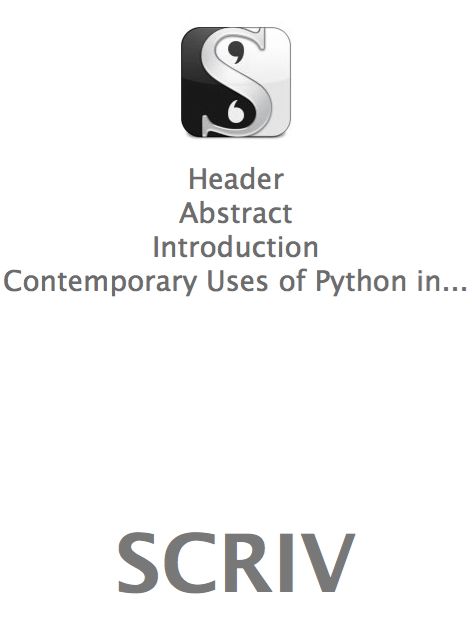 Header
Abstract
Introduction
Contemporary Uses of Python in...
SCRIV